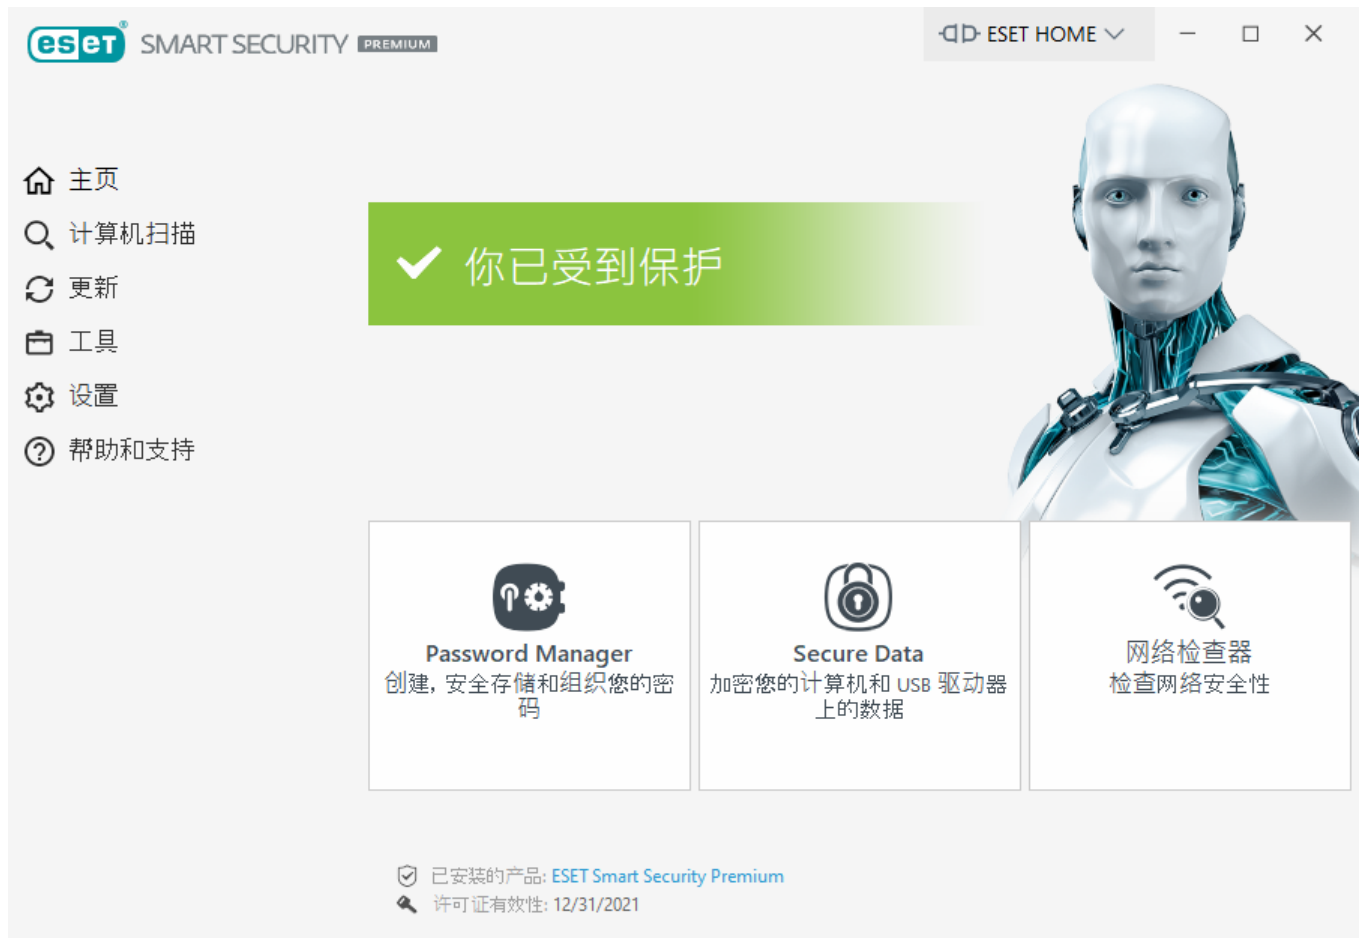 eseT® SMART SECURITY PREMIUM
ESET HOME
主页
计算机扫描
更新
工具
设置
帮助和支持
你已受到保护
Password Manager
创建, 安全存储和组织您的密
码
Secure Data
加密您的计算机和 USB 驱动器
上的数据
网络检查器
检查网络安全性
已安装的产品: ESET Smart Security Premium
许可证有效性: 12/31/2021